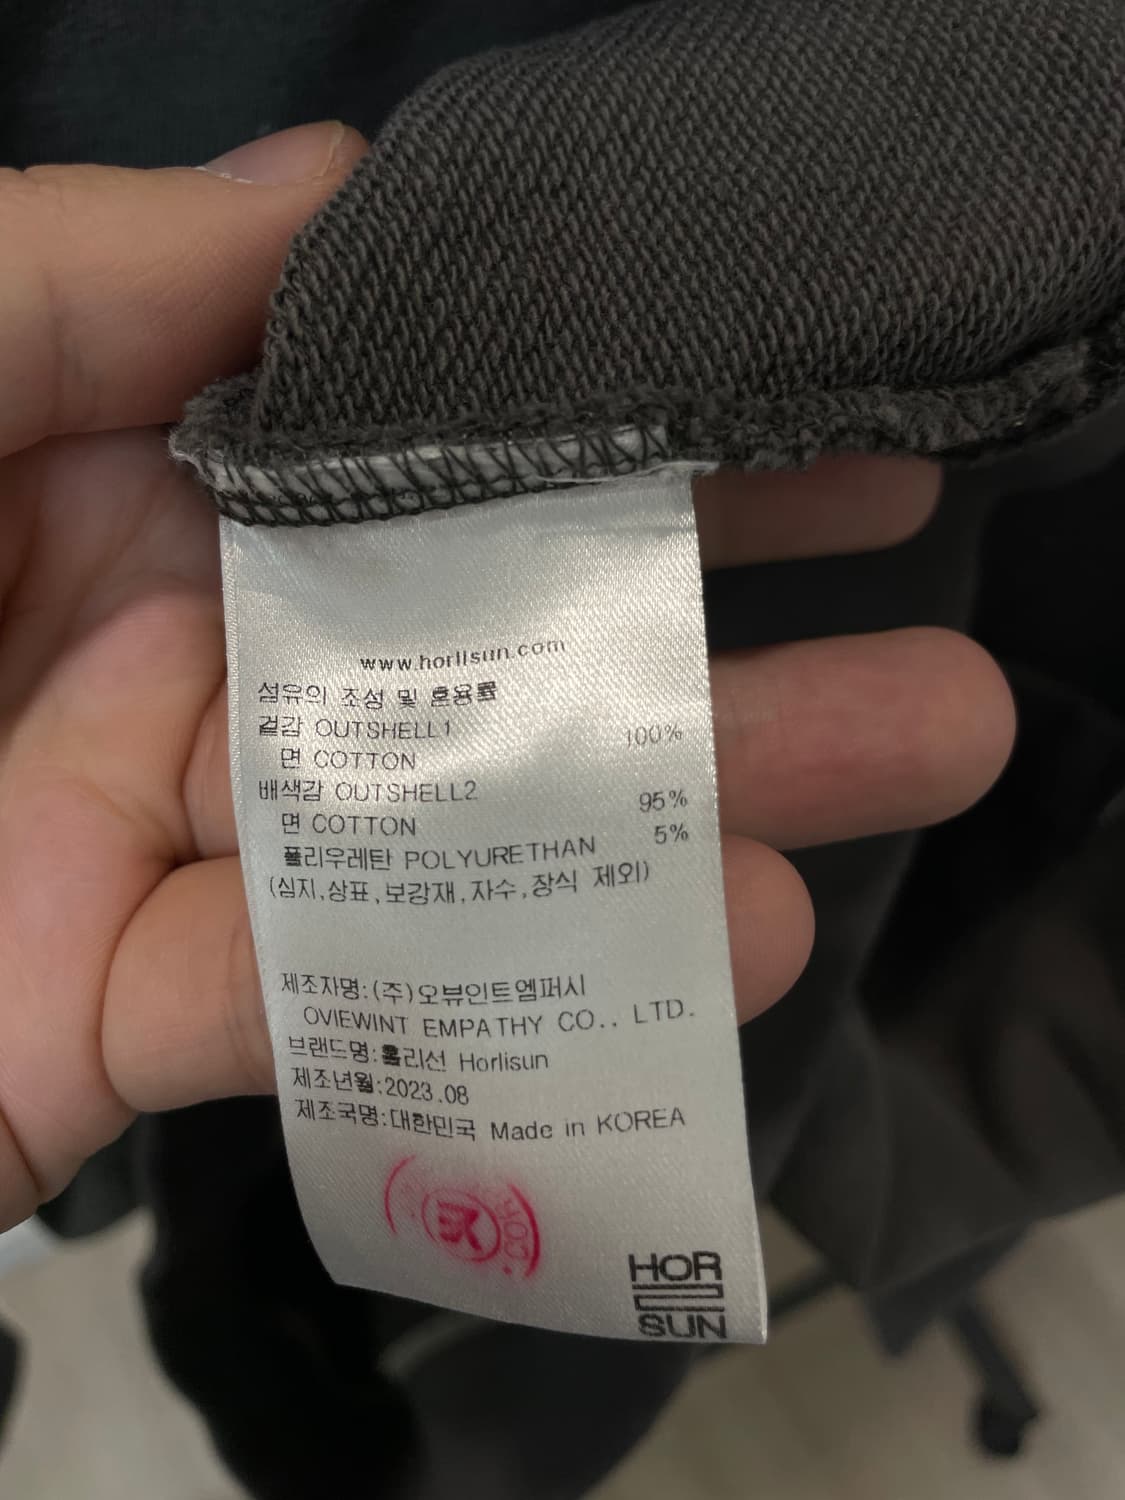 www.horlisun.com
섬유의 조성 및 혼용률
겉감 OUTSHELL1
100%
면 COTTON
배색감 OUTSHELL2
95%
면 COTTON
5%
폴리우레탄 POLYURETHAN
(심지,상표,보강재,자수,장식 제외)
제조자명:(주)오뷰인트엠퍼시
OVIEWINT EMPATHY CO., LTD.
브랜드명:홀리선 Horlisun
제조년월:2023.08
제조국명:대한민국 Made in KOREA
HOR
SUN